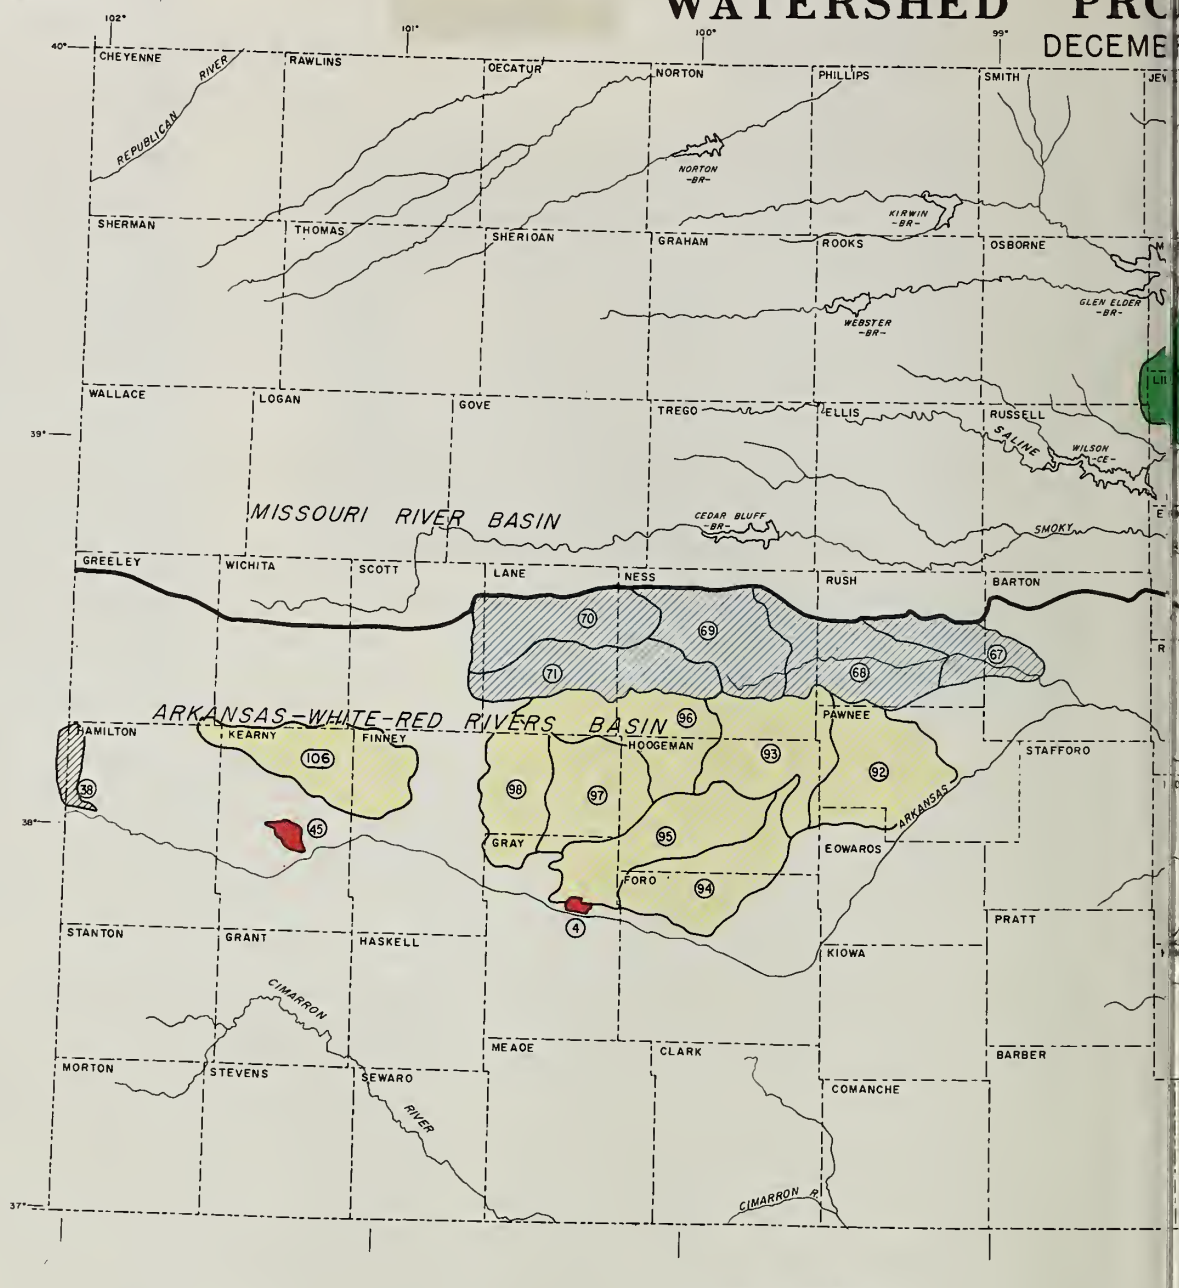 WATERSHED PRO
DECEMBE
102° 101° 100° 99°
40°
CHEYENNE RAWLINS OECATUR NORTON PHILLIPS SMITH JEW
REPUBLICAN RIVER
NORTON
-BR-
KIRWIN
-BR-
SHERMAN THOMAS SHERIOAN GRAHAM ROOKS OSBORNE M
GLEN ELDER
-BR-
WEBSTER
-BR-
LI
WALLACE LOGAN GOVE TREGO ELLIS RUSSELL
39°
SALINE
WILSON
-CE-
MISSOURI RIVER BASIN
CEDAR BLUFF
-BR-
SMOKY
E
GREELEY WICHITA SCOTT LANE NESS RUSH BARTON
70 69 67
71 68
R
ARKANSAS-WHITE-RED RIVERS BASIN
96
PAWNEE
HAMILTON KEARNY FINNEY HOOGEMAN STAFFORO
106 93 92
38 98 97
ARKANSAS
38°
45 95
GRAY EOWAROS
FORO 94
4
PRATT
STANTON GRANT HASKELL KIOWA
CIMARRON
MEAOE CLARK BARBER
MORTON STEVENS SEWARO COMANCHE
RIVER
CIMARRON R.
37°